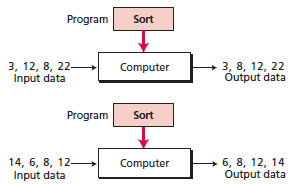 Program Sort
3, 12, 8, 22 Computer 3, 8, 12, 22
Input data Output data
Program Sort
14, 6, 8, 12 Computer 6, 8, 12, 14
Input data Output data